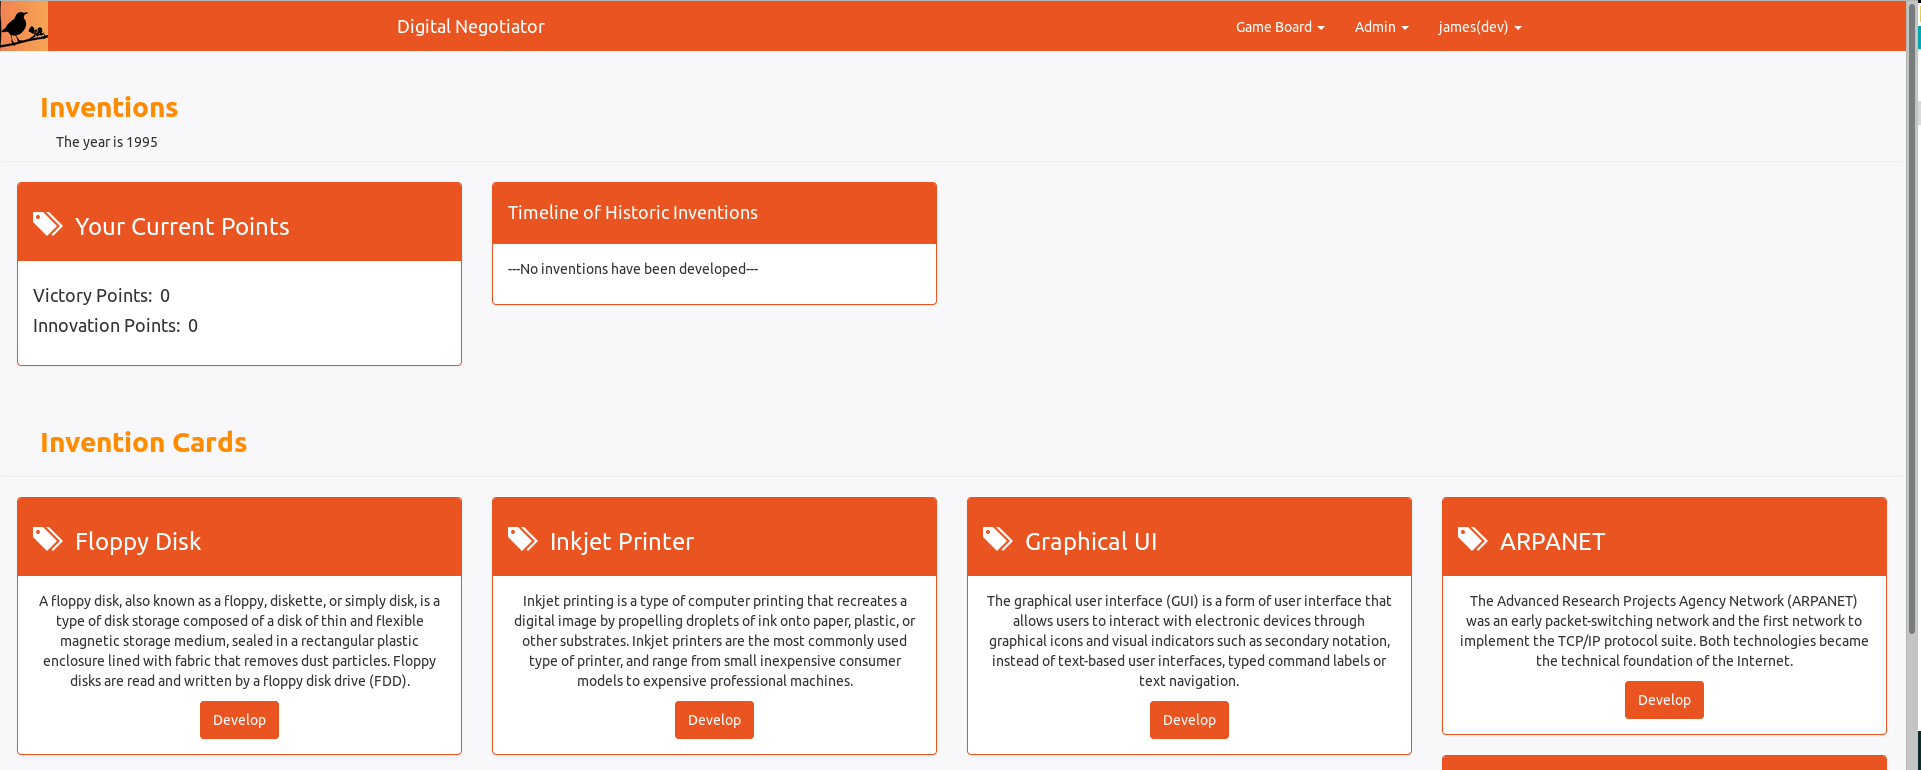 Digital Negotiator
Game Board
Admin
james(dev)
Inventions
The year is 1995
Your Current Points
Victory Points: 0
Innovation Points: 0
Timeline of Historic Inventions
---No inventions have been developed---
Invention Cards
Floppy Disk
A floppy disk, also known as a floppy, diskette, or simply disk, is a
type of disk storage composed of a disk of thin and flexible
magnetic storage medium, sealed in a rectangular plastic
enclosure lined with fabric that removes dust particles. Floppy
disks are read and written by a floppy disk drive (FDD).
Develop
Inkjet Printer
Inkjet printing is a type of computer printing that recreates a
digital image by propelling droplets of ink onto paper, plastic, or
other substrates. Inkjet printers are the most commonly used
type of printer, and range from small inexpensive consumer
models to expensive professional machines.
Develop
Graphical UI
The graphical user interface (GUI) is a form of user interface that
allows users to interact with electronic devices through
graphical icons and visual indicators such as secondary notation,
instead of text-based user interfaces, typed command labels or
text navigation.
Develop
ARPANET
The Advanced Research Projects Agency Network (ARPANET)
was an early packet-switching network and the first network to
implement the TCP/IP protocol suite. Both technologies became
the technical foundation of the Internet.
Develop